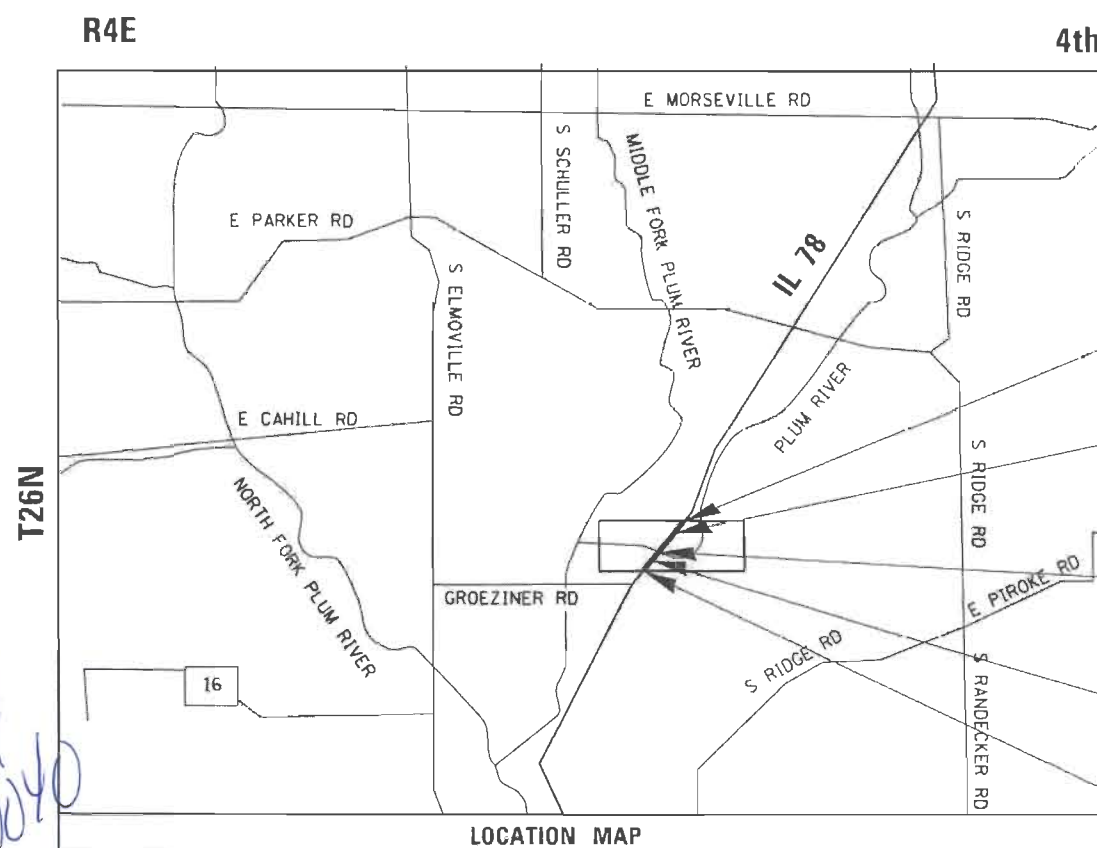 R4E
4th
E MORSEVILLE RD
S SCHULLER RD
MIDDLE FORK PLUM RIVER
E PARKER RD
IL 78
S RIDGE RD
S ELMOVILLE RD
PLUM RIVER
E CAHILL RD
T26N
S RIDGE RD
NORTH FORK PLUM RIVER
GROEZINER RD
E PIROKE RD
S RIDGE RD
S RANDECKER RD
16
040
LOCATION MAP